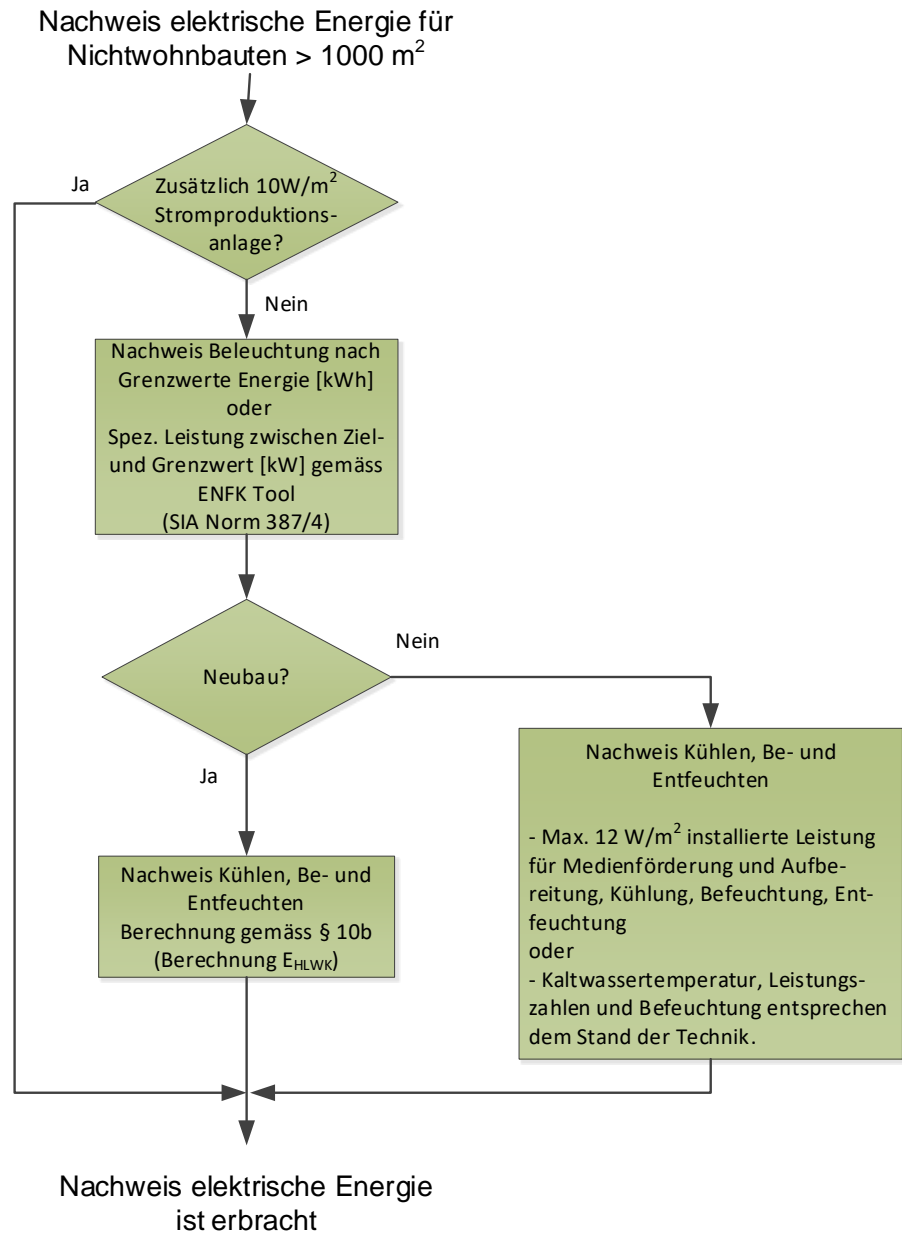 Nachweis elektrische Energie für
Nichtwohnbauten > 1000 m²
Ja
Zusätzlich 10W/m²
Stromproduktions-
anlage?
Nein
Nachweis Beleuchtung nach
Grenzwerte Energie [kWh]
oder
Spez. Leistung zwischen Ziel-
und Grenzwert [kW] gemäss
ENFK Tool
(SIA Norm 387/4)
Neubau?
Nein
Ja
Nachweis Kühlen, Be- und
Entfeuchten
Berechnung gemäss § 10b
(Berechnung E_HLWK)
Nachweis Kühlen, Be- und
Entfeuchten
- Max. 12 W/m² installierte Leistung
für Medienförderung und Aufbe-
reitung, Kühlung, Befeuchtung, Ent-
feuchtung
oder
- Kaltwassertemperatur, Leistungs-
zahlen und Befeuchtung entsprechen
dem Stand der Technik.
Nachweis elektrische Energie
ist erbracht